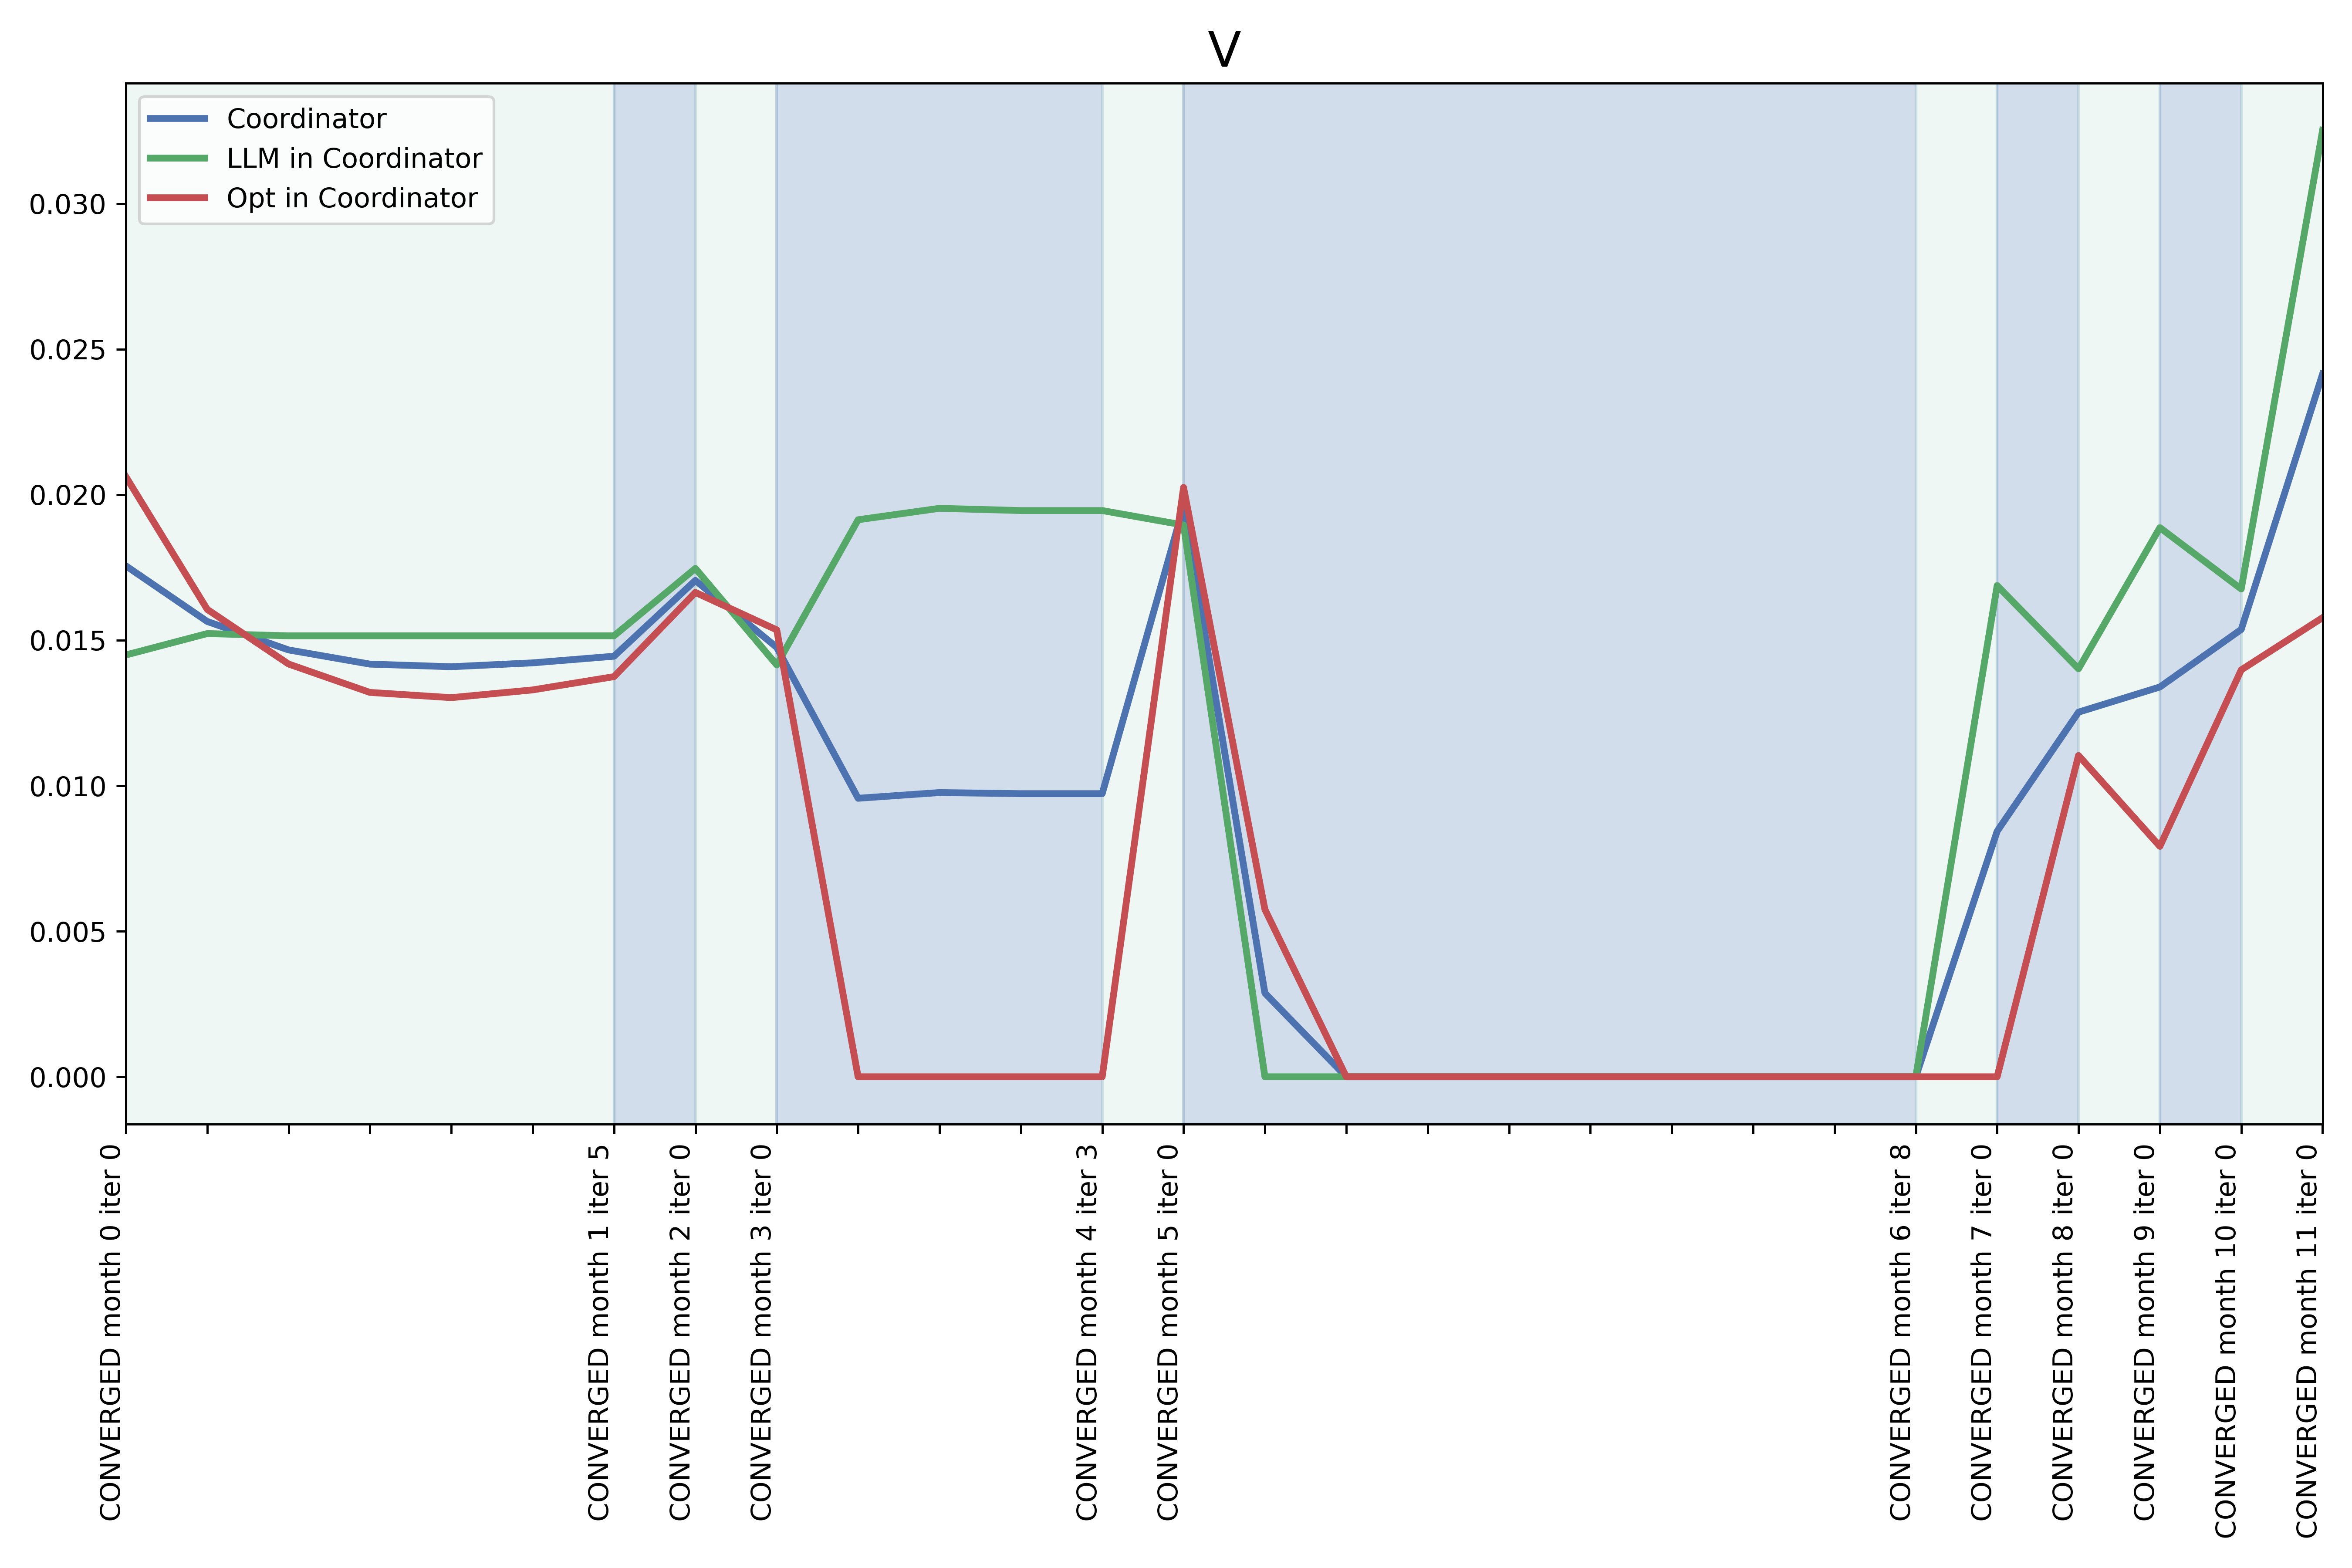 V
Coordinator
LLM in Coordinator
Opt in Coordinator
0.030
0.025
0.020
0.015
0.010
0.005
0.000
CONVERGED month 0 iter 0
CONVERGED month 1 iter 5
CONVERGED month 2 iter 0
CONVERGED month 3 iter 0
CONVERGED month 4 iter 3
CONVERGED month 5 iter 0
CONVERGED month 6 iter 8
CONVERGED month 7 iter 0
CONVERGED month 8 iter 0
CONVERGED month 9 iter 0
CONVERGED month 10 iter 0
CONVERGED month 11 iter 0